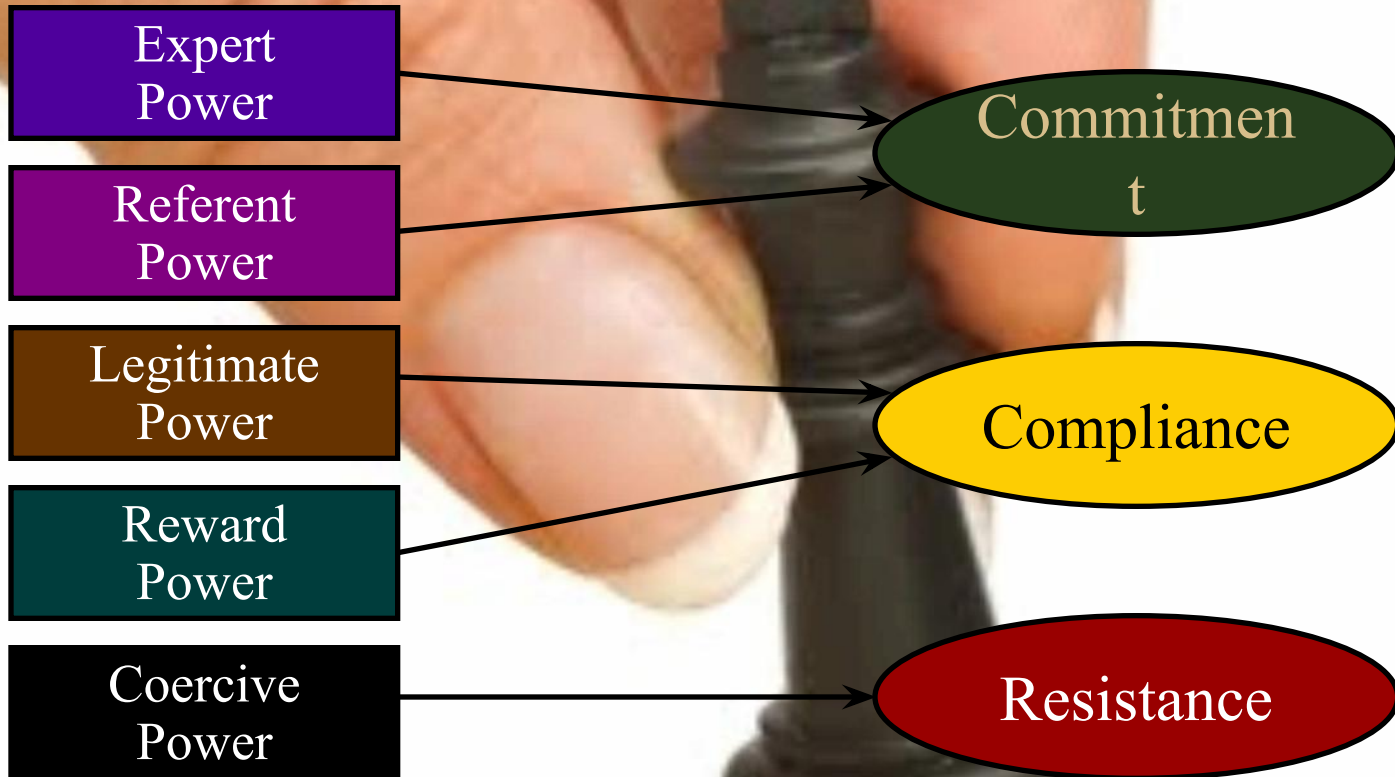 Expert
Power
Commitmen
t
Referent
Power
Legitimate
Power
Compliance
Reward
Power
Coercive
Power
Resistance